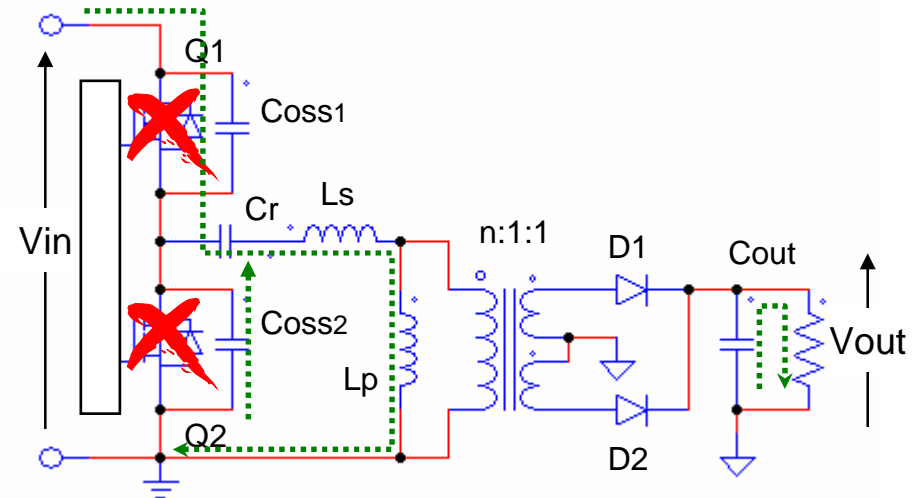 Q1
Coss1
Cr
Ls
Vin
n:1:1
D1
Cout
Coss2
Lp
Vout
Q2
D2